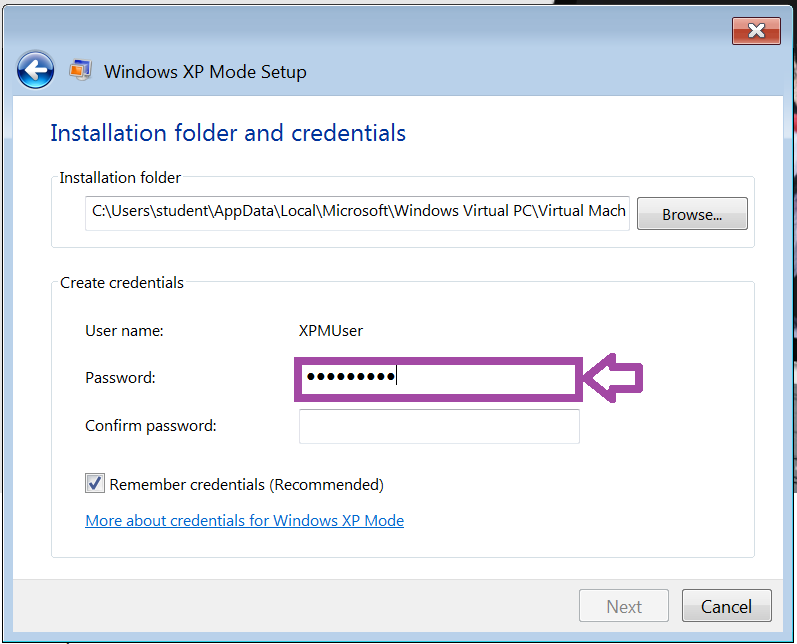 Windows XP Mode Setup
Installation folder and credentials
Installation folder
C:\Users\student\AppData\Local\Microsoft\Windows Virtual PC\Virtual Mach
Browse...
Create credentials
User name: XPMUser
Password: •••••••••
Confirm password:
Remember credentials (Recommended)
More about credentials for Windows XP Mode
Next Cancel